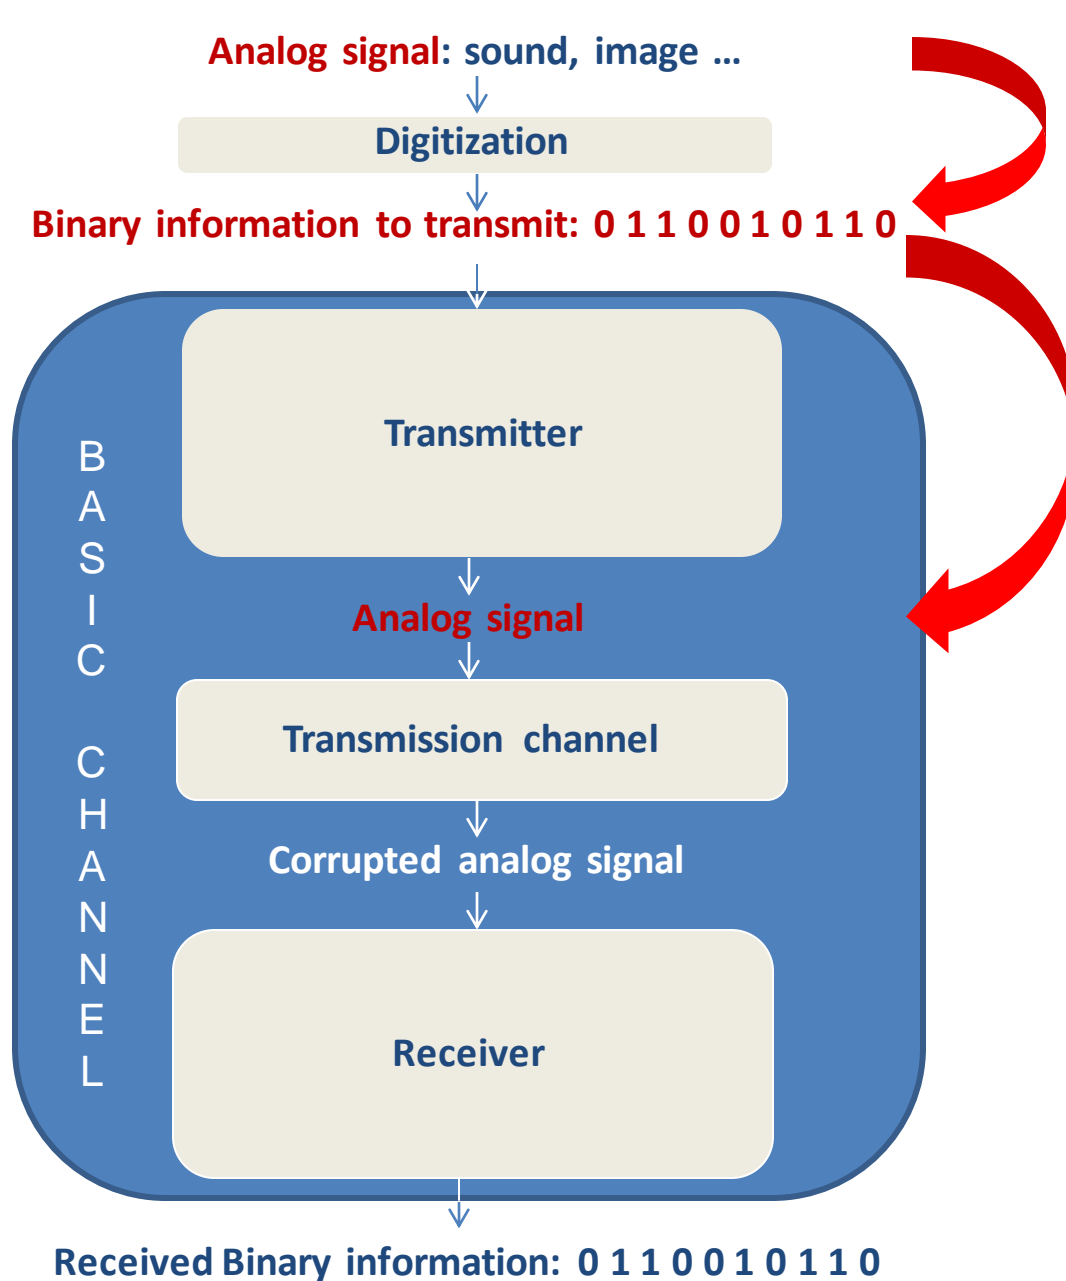 Analog signal: sound, image …
Digitization
Binary information to transmit: 0 1 1 0 0 1 0 1 1 0
Transmitter
Analog signal
Transmission channel
Corrupted analog signal
Receiver
BASIC CHANNEL
Received Binary information: 0 1 1 0 0 1 0 1 1 0